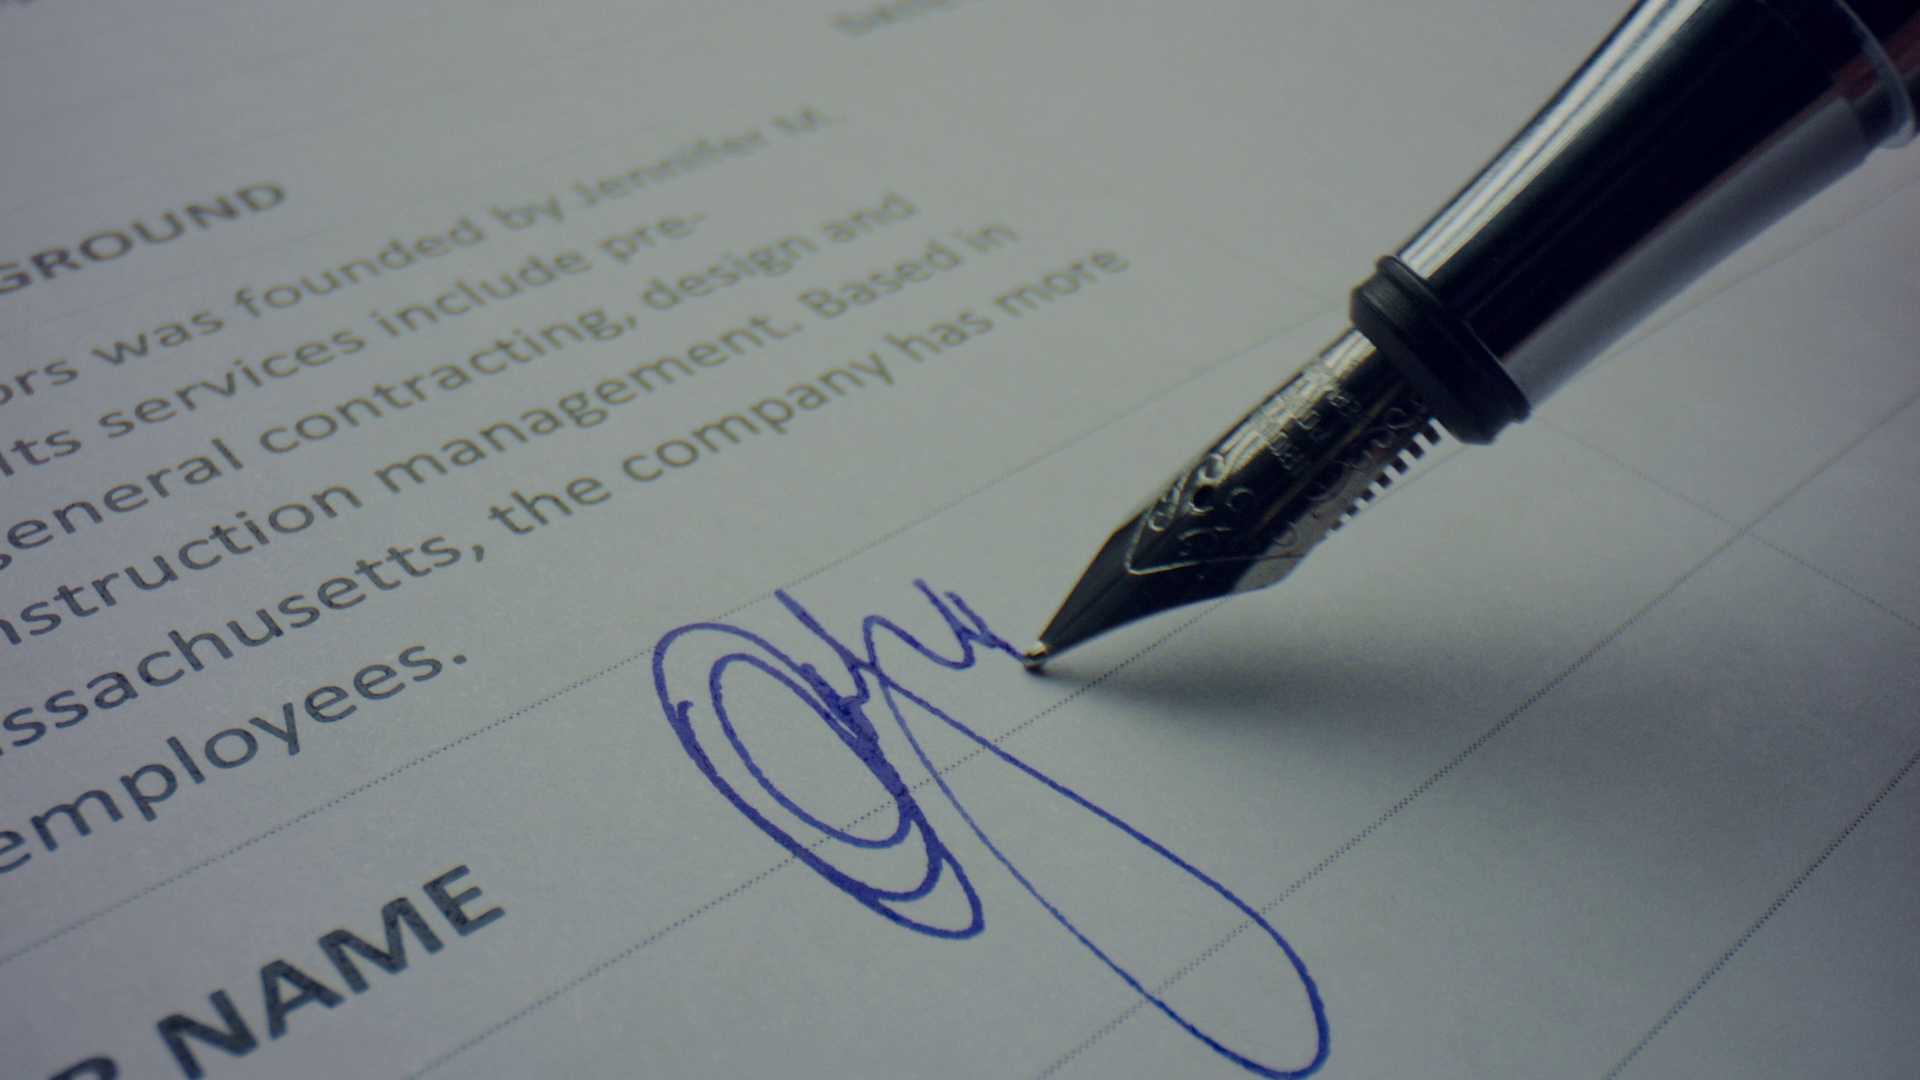 GROUND
ors was founded by Jennifer M.
Its services include pre-
general contracting, design and
nstruction management. Based in
assachusetts, the company has more
employees.
R NAME